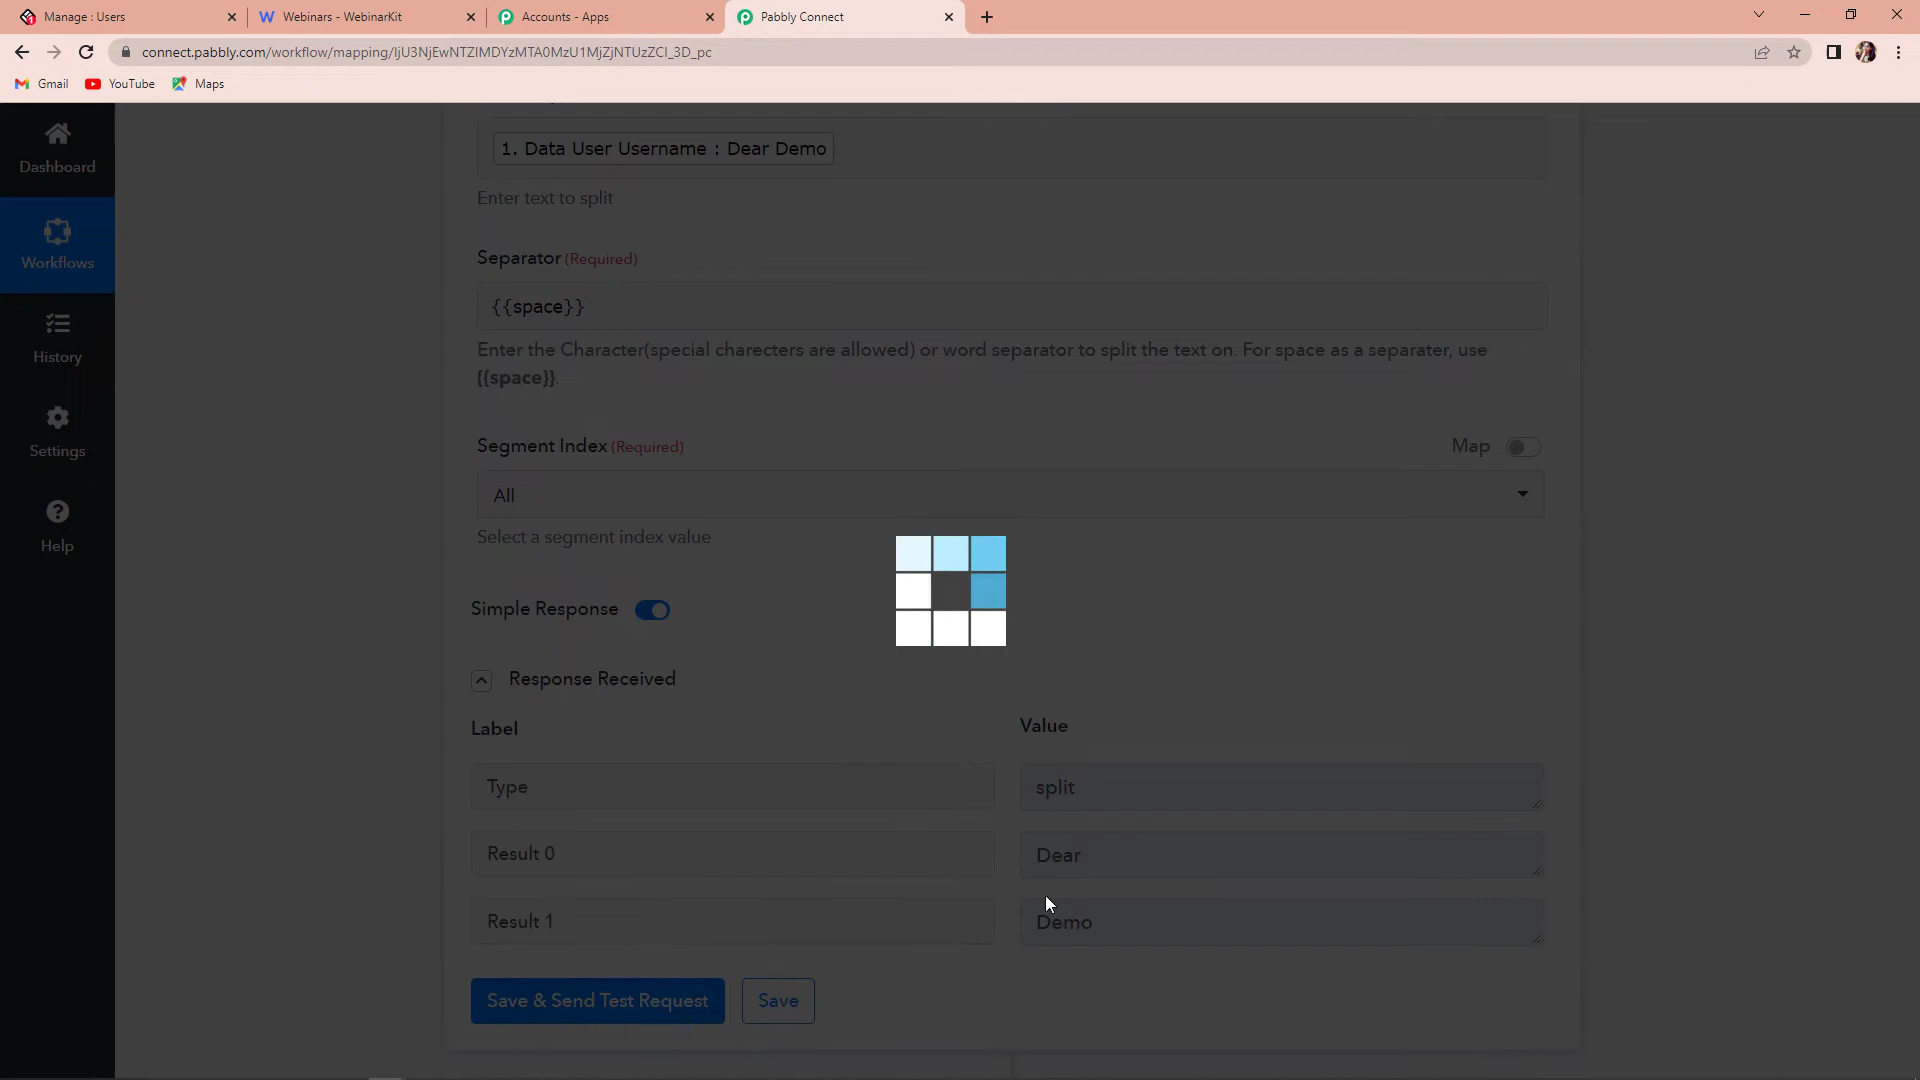 Manage : Users
Webinars - WebinarKit
Accounts - Apps
Pabbly Connect
connect.pabbly.com/workflow/mapping/IjU3NjEwNTZlMDYzMTA0MzU1MjZjNTUzZCI_3D_pc
Gmail
YouTube
Maps
Dashboard
Workflows
History
Settings
Help
1. Data User Username : Dear Demo
Enter text to split
Separator (Required)
{{space}}
Enter the Character(special charecters are allowed) or word separator to split the text on. For space as a separater, use
{{space}}.
Segment Index (Required)
Map
All
Select a segment index value
Simple Response
Response Received
Label
Value
Type
split
Result 0
Dear
Result 1
Demo
Save & Send Test Request
Save